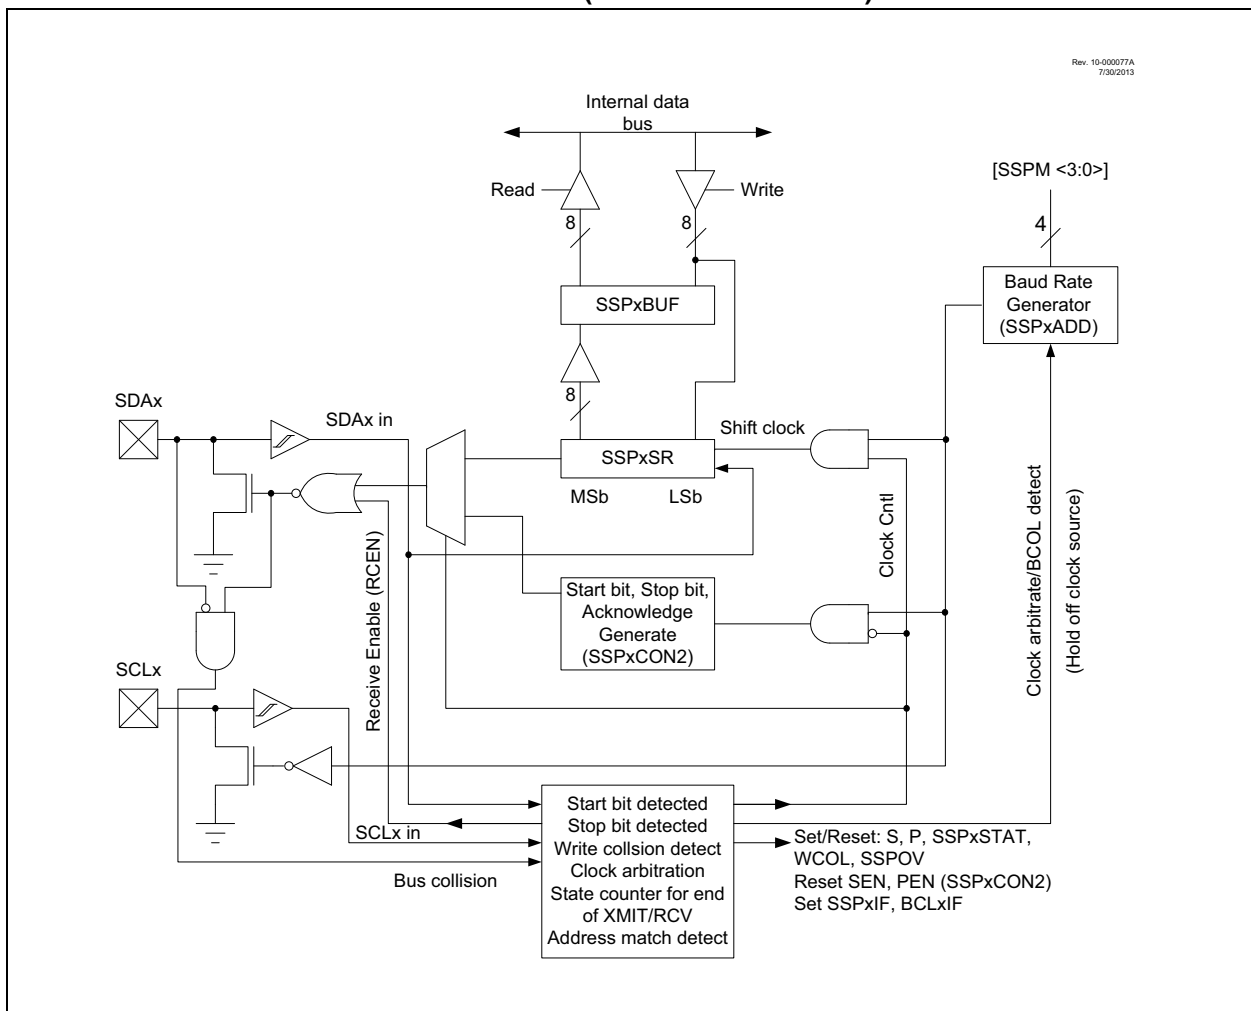 Rev. 10-000077A
7/30/2013
Internal data
bus
[SSPM <3:0>]
Read
Write
8
8
4
Baud Rate
Generator
(SSPxADD)
SSPxBUF
8
SDAx
SDAx in
Shift clock
SSPxSR
MSb
LSb
Clock Cntl
Clock arbitrate/BCOL detect
(Hold off clock source)
Receive Enable (RCEN)
Start bit, Stop bit,
Acknowledge
Generate
(SSPxCON2)
SCLx
SCLx in
Bus collision
Start bit detected
Stop bit detected
Write collsion detect
Clock arbitration
State counter for end
of XMIT/RCV
Address match detect
Set/Reset: S, P, SSPxSTAT,
WCOL, SSPOV
Reset SEN, PEN (SSPxCON2)
Set SSPxIF, BCLxIF